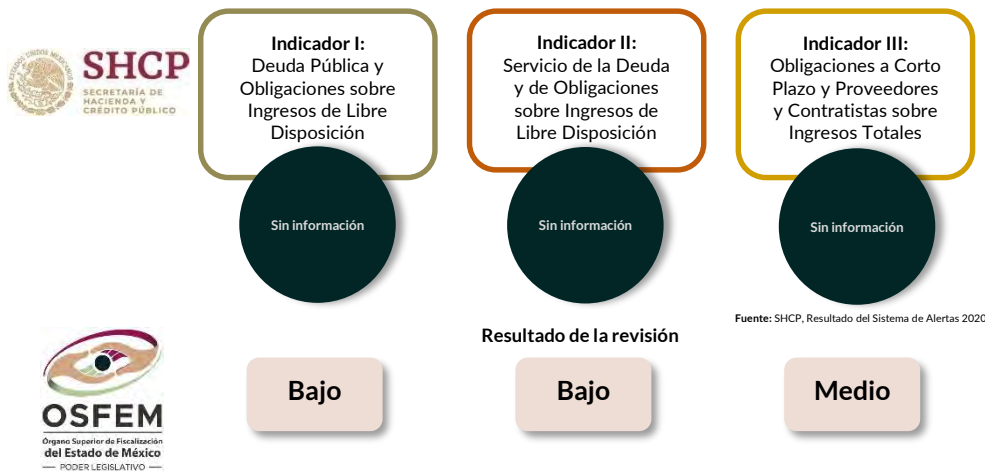 SHCP
SECRETARÍA DE
HACIENDA Y
CRÉDITO PÚBLICO
Indicador I:
Deuda Pública y
Obligaciones sobre
Ingresos de Libre
Disposición
Sin información
Indicador II:
Servicio de la Deuda
y de Obligaciones
sobre Ingresos de
Libre Disposición
Sin información
Indicador III:
Obligaciones a Corto
Plazo y Proveedores
y Contratistas sobre
Ingresos Totales
Sin información
Fuente: SHCP, Resultado del Sistema de Alertas 2020
Resultado de la revisión
OSFEM
Órgano Superior de Fiscalización
del Estado de México
PODER LEGISLATIVO
Bajo
Bajo
Medio